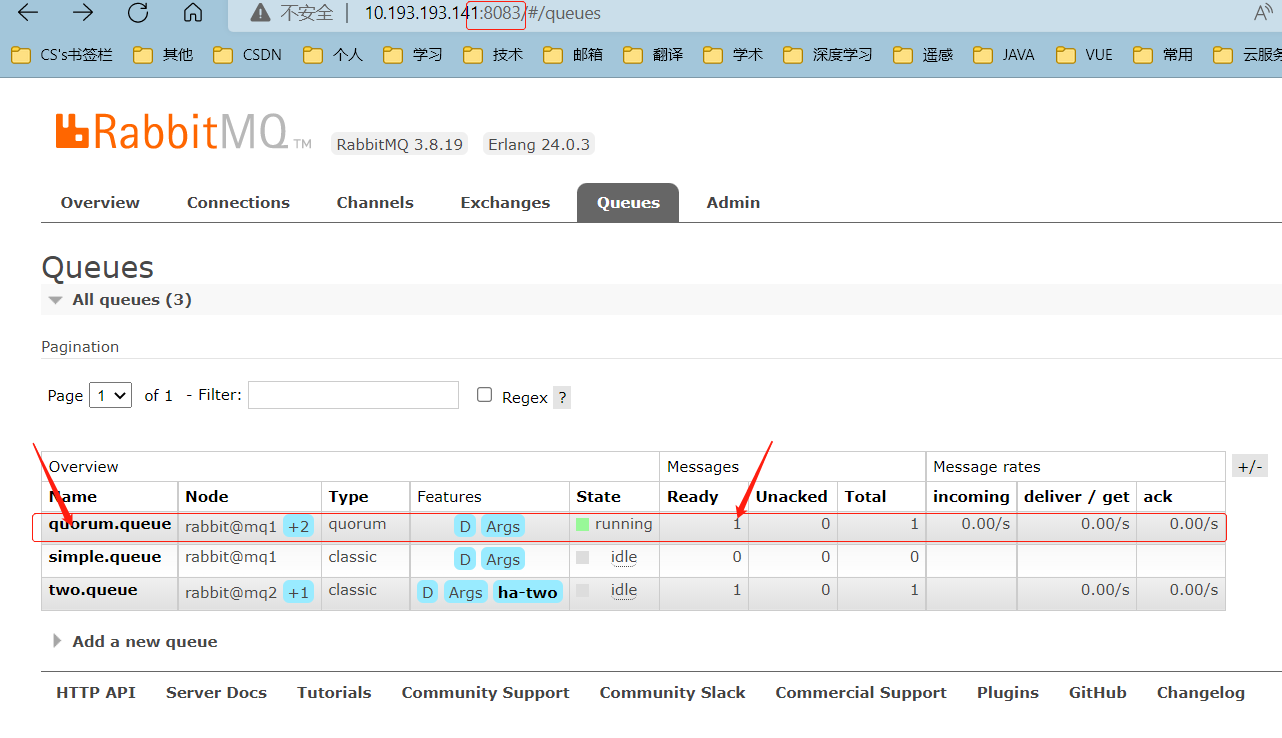 不安全 | 10.193.193.141:8083/#/queues A
CS's书签栏 其他 CSDN 个人 学习 技术 邮箱 翻译 学术 深度学习 遥感 JAVA VUE 常用 云服务
RabbitMQ TM RabbitMQ 3.8.19 Erlang 24.0.3
Overview Connections Channels Exchanges Queues Admin
Queues
All queues (3)
Pagination
Page 1 of 1 - Filter: Regex ?
Overview Messages Message rates +/-
Name Node Type Features State Ready Unacked Total incoming deliver / get ack
quorum.queue rabbit@mq1 +2 quorum D Args running 1 0 1 0.00/s 0.00/s 0.00/s
simple.queue rabbit@mq1 classic D Args idle 0 0 0
two.queue rabbit@mq2 +1 classic D Args ha-two idle 1 0 1 0.00/s 0.00/s
Add a new queue
HTTP API Server Docs Tutorials Community Support Community Slack Commercial Support Plugins GitHub Changelog